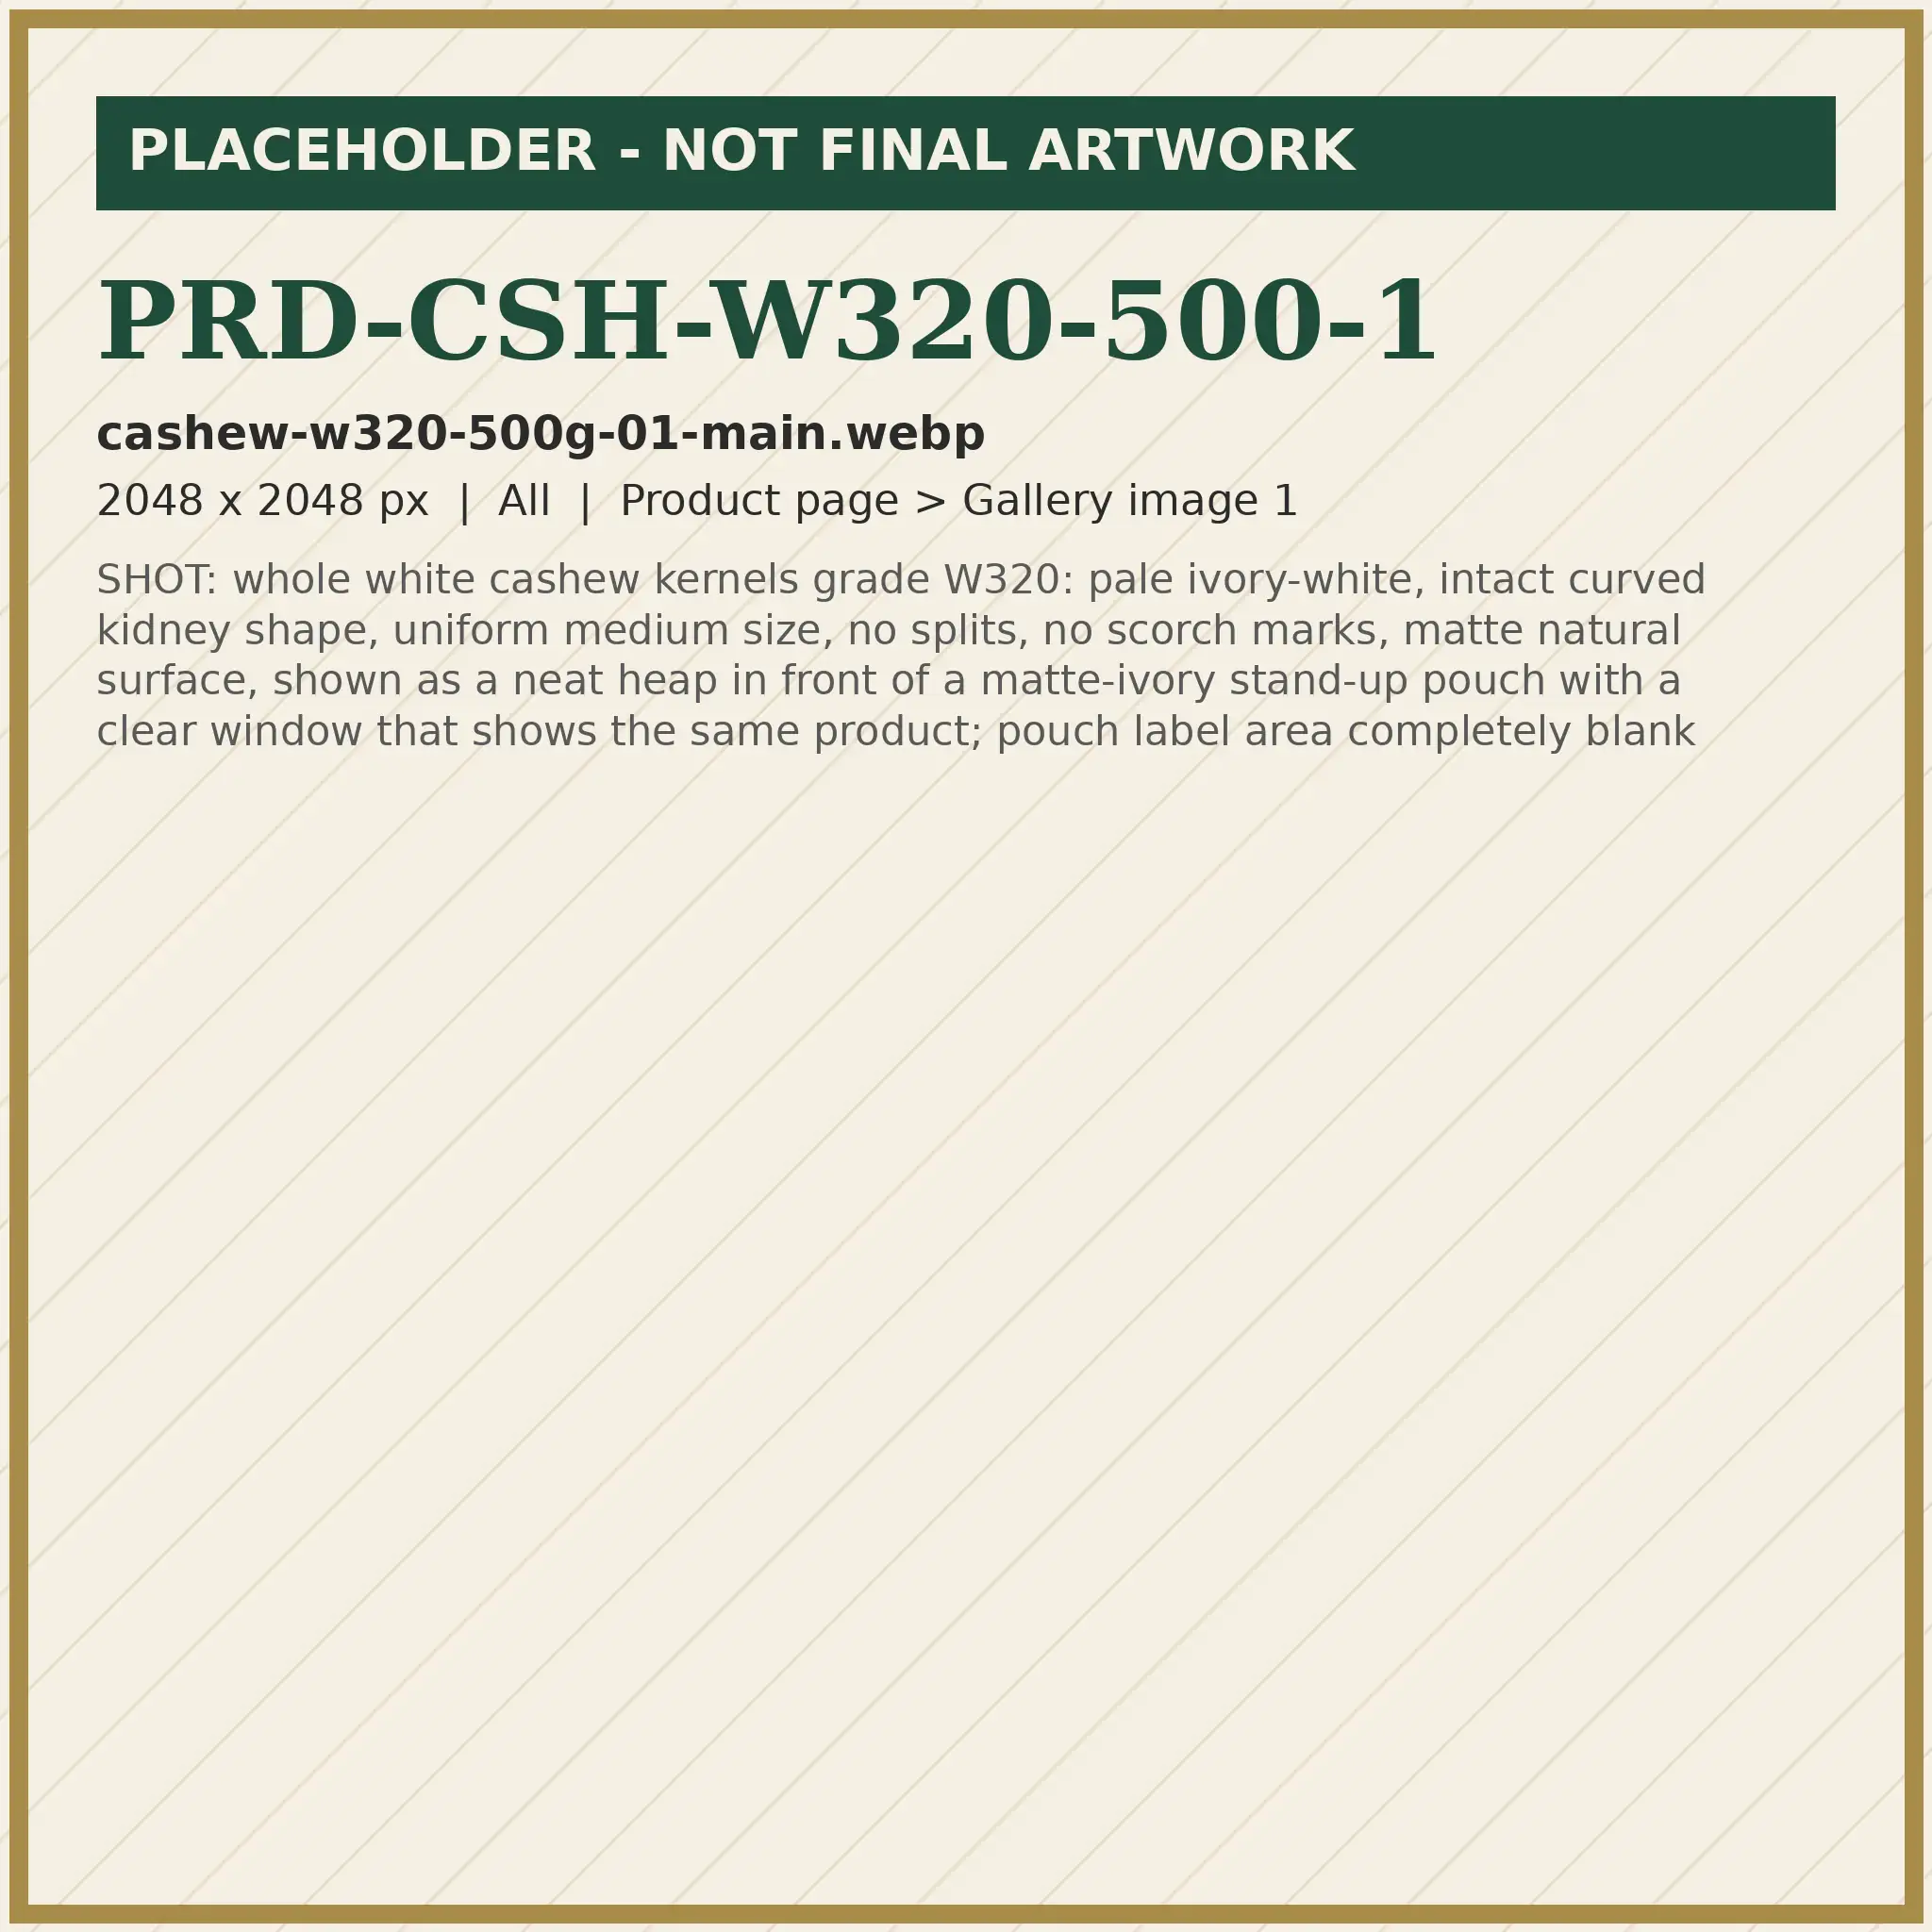 PLACEHOLDER - NOT FINAL ARTWORK
PRD-CSH-W320-500-1
cashew-w320-500g-01-main.webp
2048 x 2048 px | All | Product page > Gallery image 1
SHOT: whole white cashew kernels grade W320: pale ivory-white, intact curved
kidney shape, uniform medium size, no splits, no scorch marks, matte natural
surface, shown as a neat heap in front of a matte-ivory stand-up pouch with a
clear window that shows the same product; pouch label area completely blank